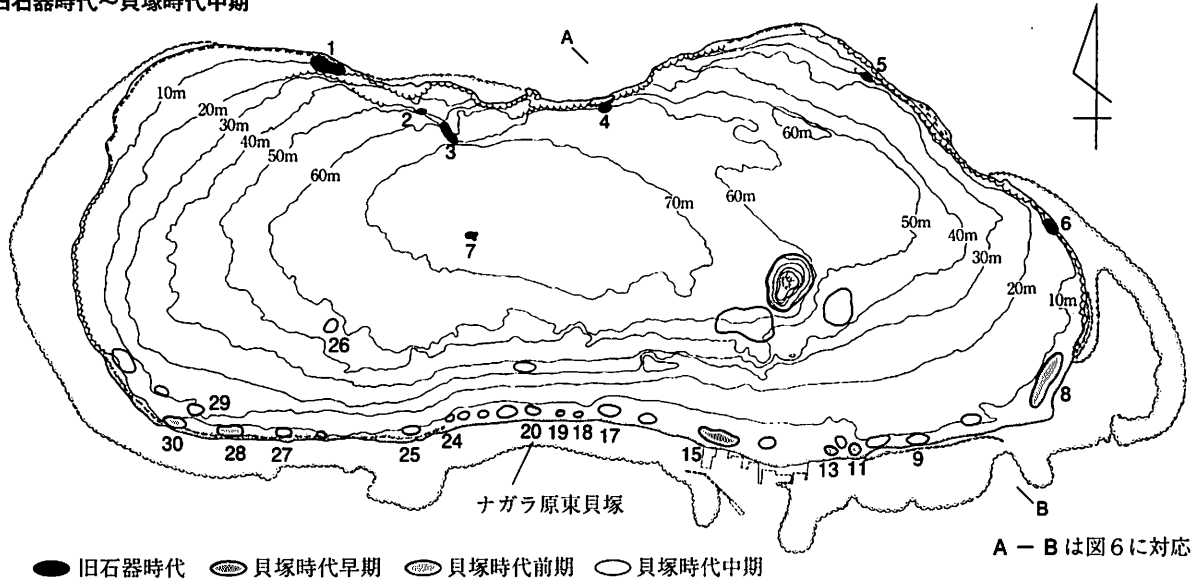 旧石器時代～貝塚時代中期
A
1
5
10m
2
4
20m
30m
3
60m
40m
50m
60m
70m
60m
50m
6
7
40m
30m
20m
10m
26
8
29
30
28
27
25
24
20
19
18
17
15
13
11
9
ナガラ原東貝塚
B
A － B は図６に対応
旧石器時代 貝塚時代早期 貝塚時代前期 貝塚時代中期